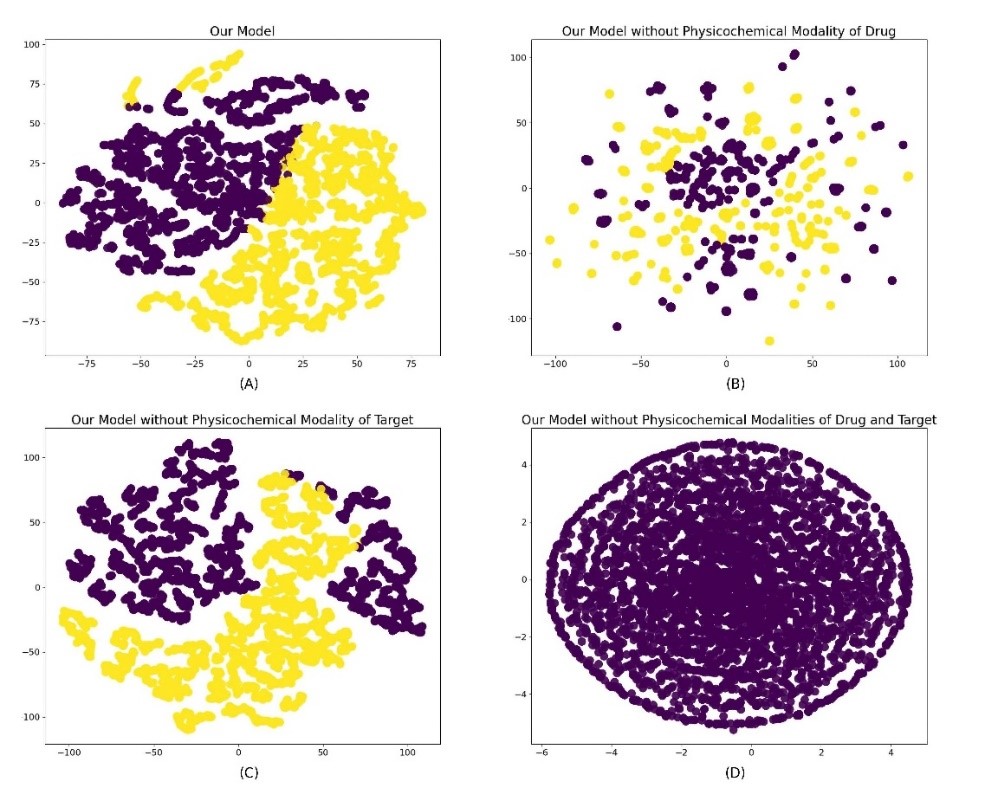 Our Model
100
75
50
25
0
−25
−50
−75
−75 −50 −25 0 25 50 75
(A)
Our Model without Physicochemical Modality of Drug
100
50
0
−50
100
−100 −50 0 50 100
(B)
Our Model without Physicochemical Modality of Target
100
50
0
−50
100
−100 −50 0 50 100
(C)
Our Model without Physicochemical Modalities of Drug and Target
4
2
0
−2
−4
−6 −4 −2 0 2 4
(D)